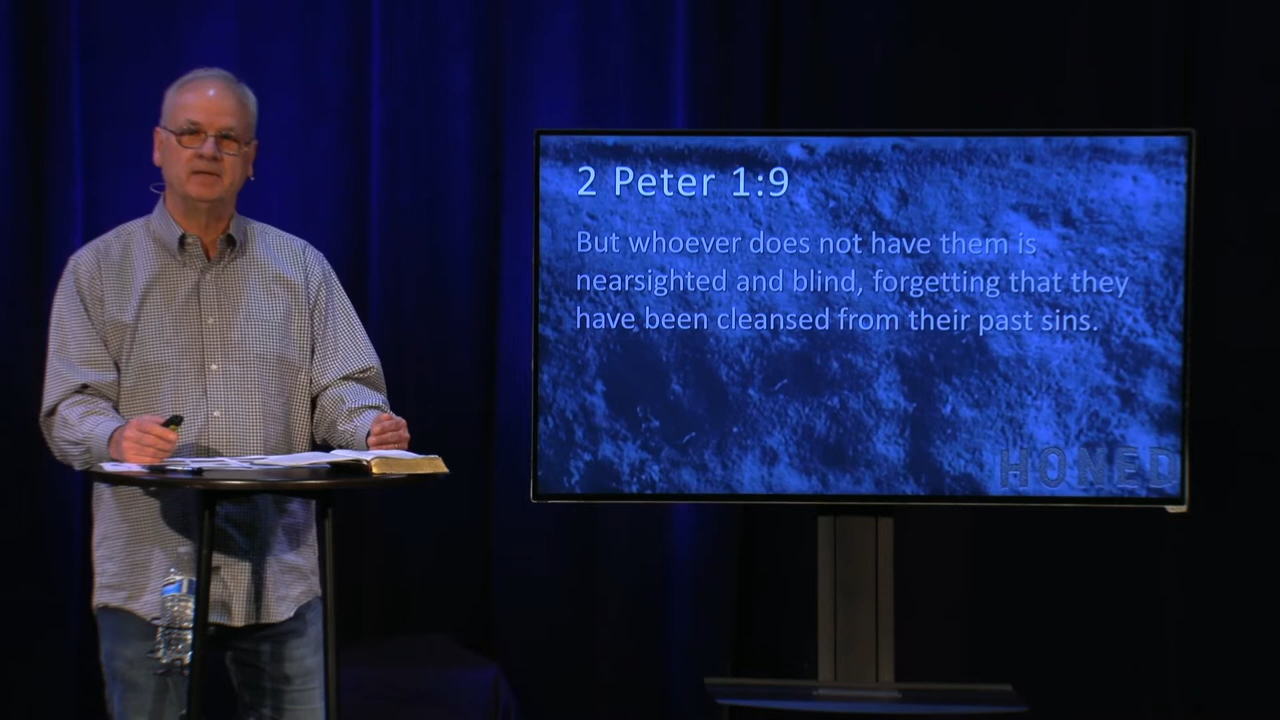 2 Peter 1:9
But whoever does not have them is
nearsighted and blind, forgetting that they
have been cleansed from their past sins.
HONED